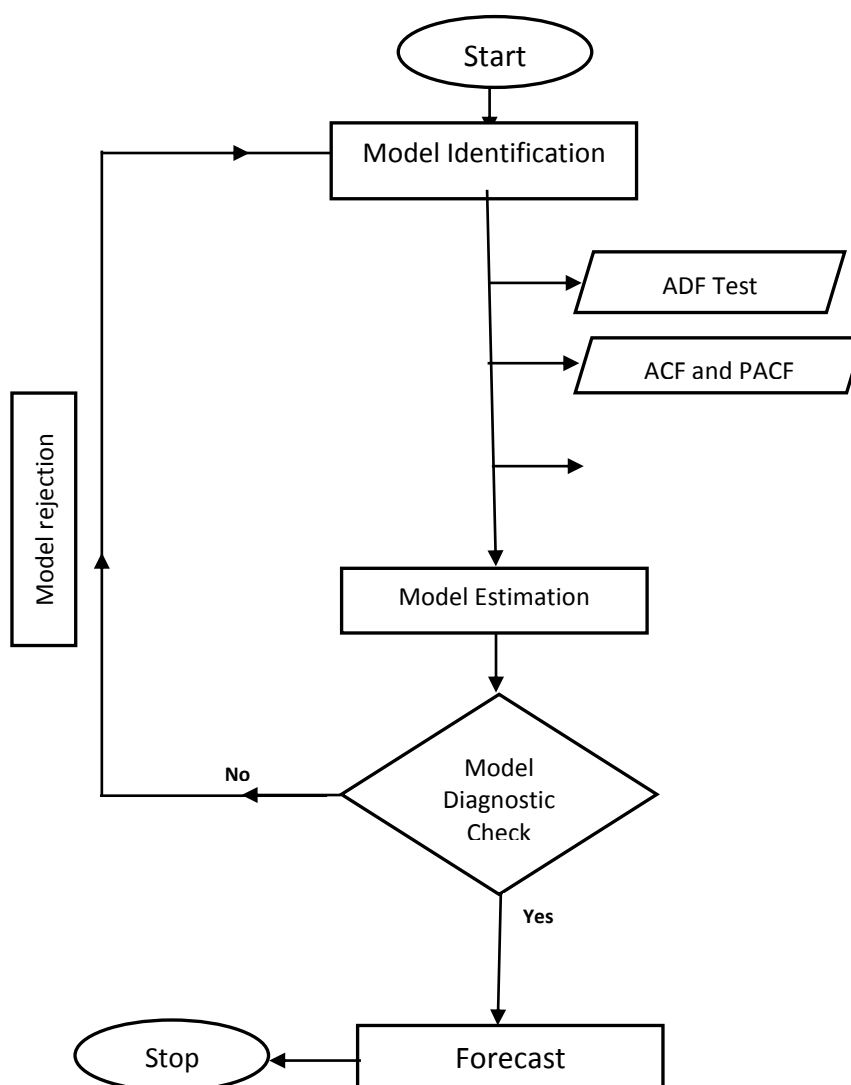 Start
Model Identification
ADF Test
ACF and PACF
Model rejection
Model Estimation
Model
Diagnostic
Check
No
Yes
Forecast
Stop